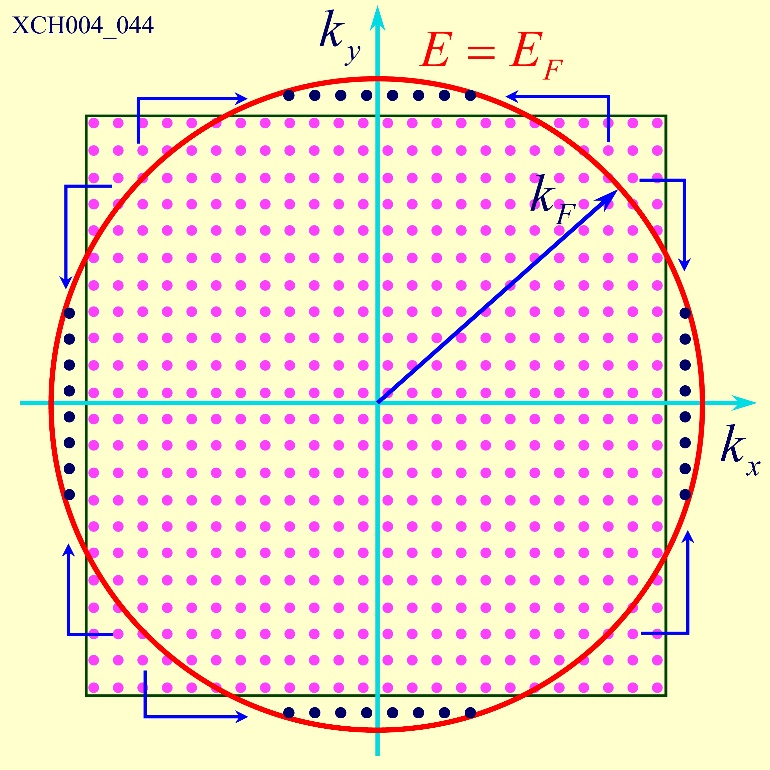 XCH004_044
k_y
E = E_F
k_F
k_x